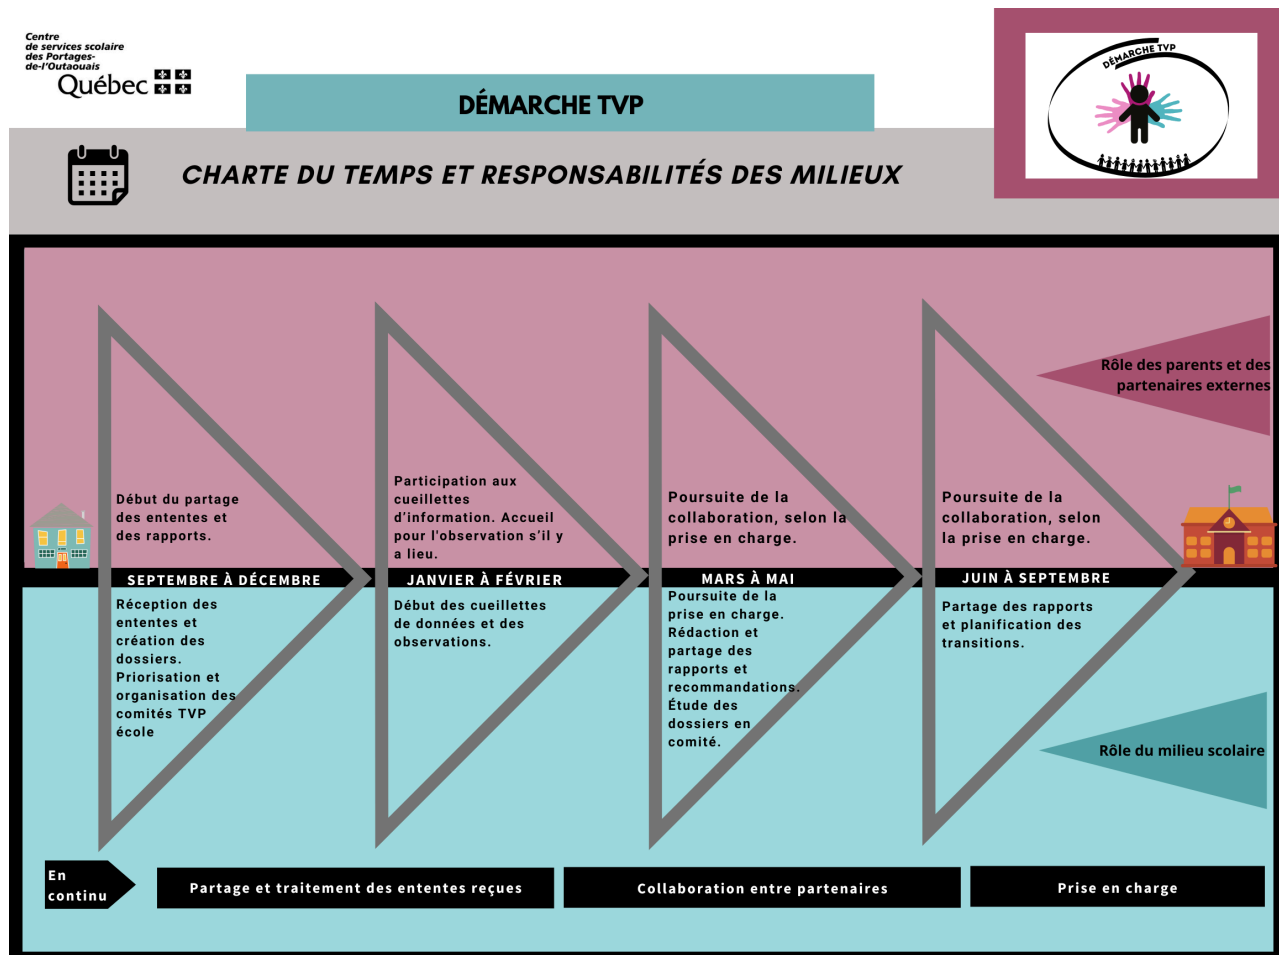 Centre
de services scolaire
des Portages-
de-l'Outaouais
Québec
DÉMARCHE TVP
DÉMARCHE TVP
CHARTE DU TEMPS ET RESPONSABILITÉS DES MILIEUX
Rôle des parents et des
partenaires externes
Début du partage
des ententes et
des rapports.
Participation aux
cueillettes
d'information. Accueil
pour l'observation s'il y
a lieu.
Poursuite de la
collaboration, selon la
prise en charge.
Poursuite de la
collaboration, selon
la prise en charge.
SEPTEMBRE À DÉCEMBRE
JANVIER À FÉVRIER
MARS À MAI
JUIN À SEPTEMBRE
Réception des
ententes et
création des
dossiers.
Priorisation et
organisation des
comités TVP
école
Début des cueillettes
de données et des
observations.
Poursuite de la
prise en charge.
Rédaction et
partage des
rapports et
recommandations.
Étude des
dossiers en
comité.
Partage des rapports
et planification des
transitions.
Rôle du milieu scolaire
En
continu
Partage et traitement des ententes reçues
Collaboration entre partenaires
Prise en charge